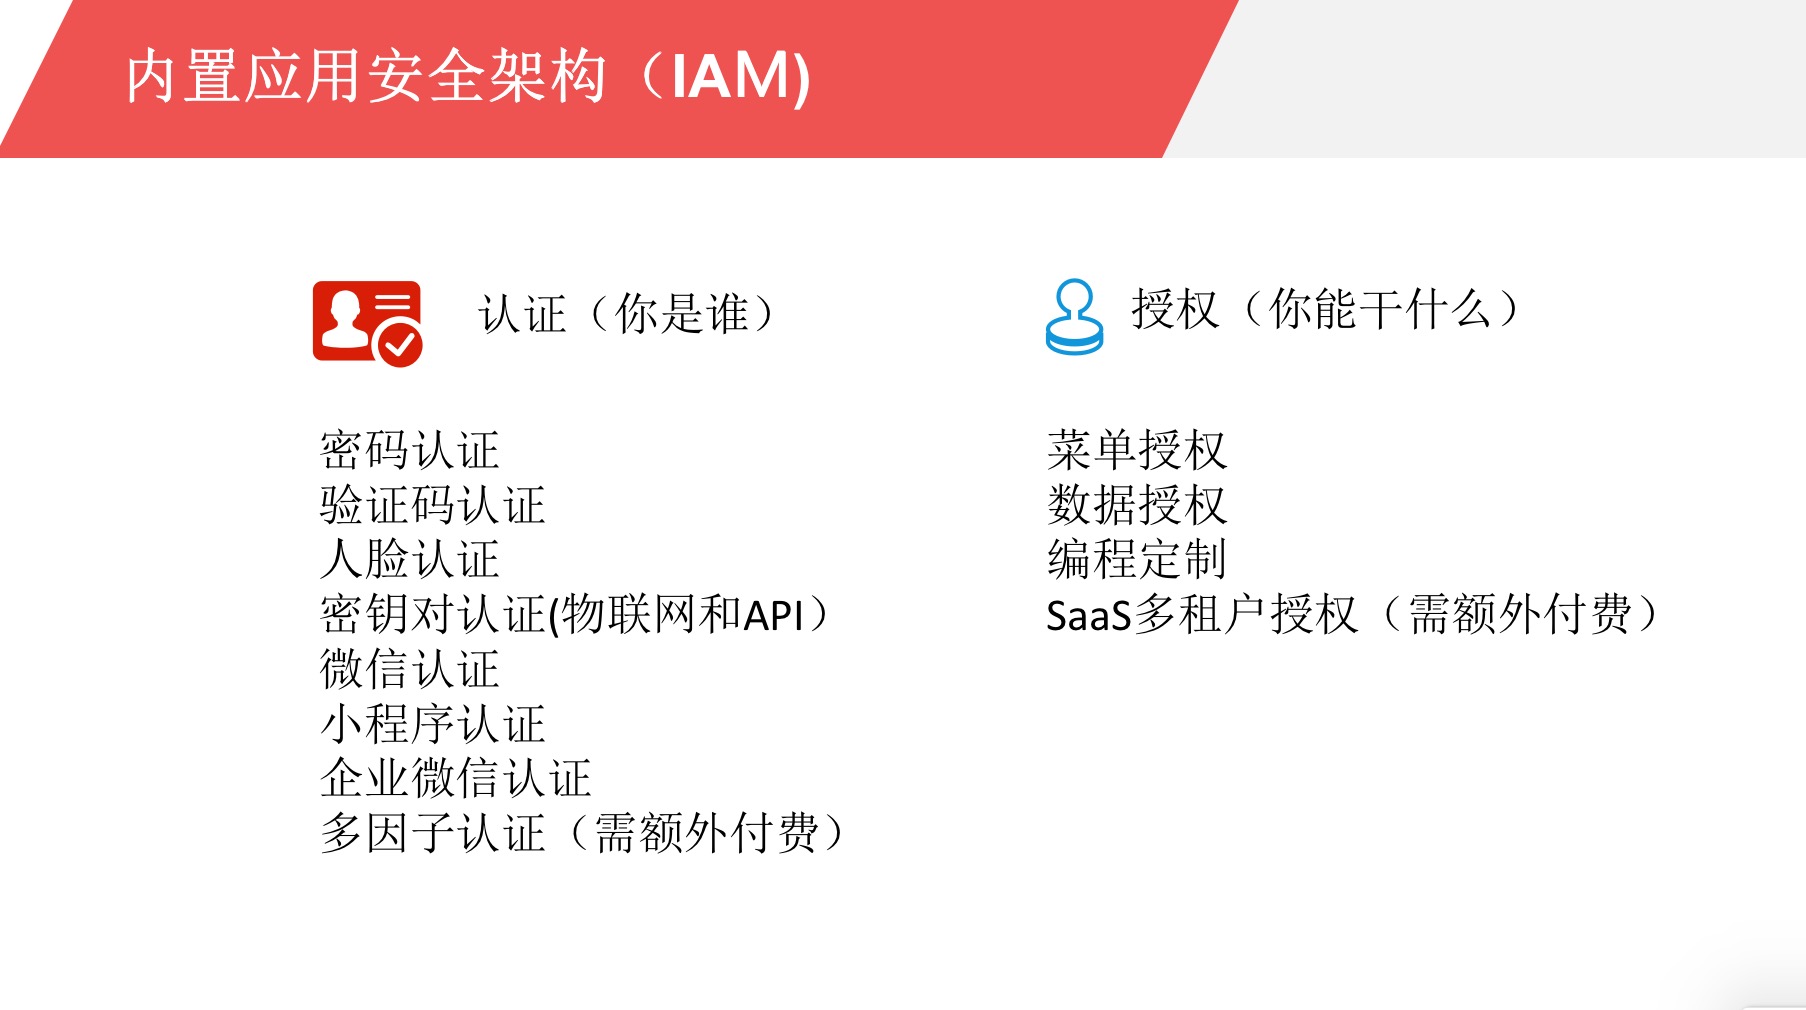 内置应用安全架构（IAM)
认证（你是谁）
密码认证
验证码认证
人脸认证
密钥对认证(物联网和API）
微信认证
小程序认证
企业微信认证
多因子认证（需额外付费）
授权（你能干什么）
菜单授权
数据授权
编程定制
SaaS多租户授权（需额外付费）